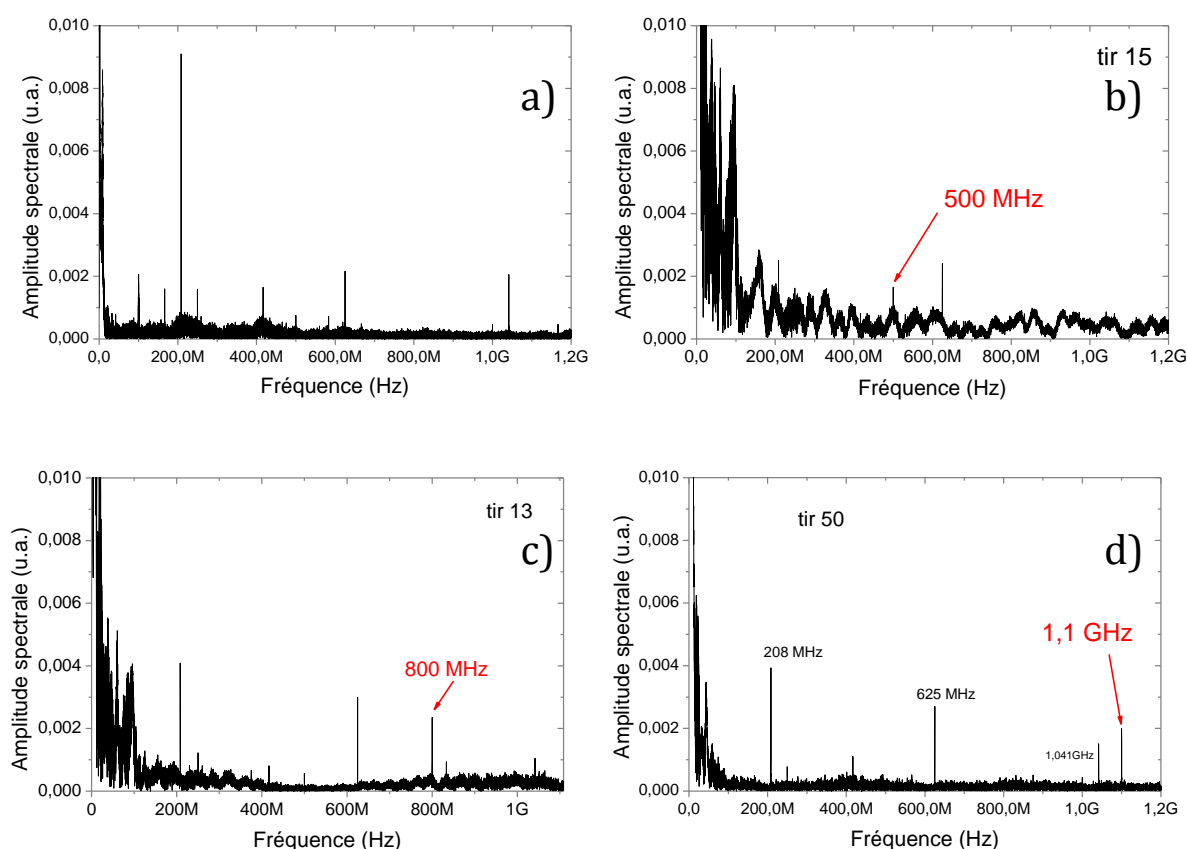 Amplitude spectrale (u.a.)
0,010
0,008
0,006
0,004
0,002
0,000
a)
0,0
200,0M
400,0M
600,0M
800,0M
1,0G
1,2G
Fréquence (Hz)
Amplitude spectrale (u.a.)
0,010
0,008
0,006
0,004
0,002
0,000
tir 15
b)
500 MHz
0,0
200,0M
400,0M
600,0M
800,0M
1,0G
1,2G
Fréquence (Hz)
Amplitude spectrale (u.a.)
0,010
0,008
0,006
0,004
0,002
0,000
tir 13
c)
800 MHz
0
200M
400M
600M
800M
1G
Fréquence (Hz)
Amplitude spectrale (u.a.)
0,010
0,008
0,006
0,004
0,002
0,000
tir 50
d)
1,1 GHz
208 MHz
625 MHz
1,041GHz
0,0
200,0M
400,0M
600,0M
800,0M
1,0G
1,2G
Fréquence (Hz)